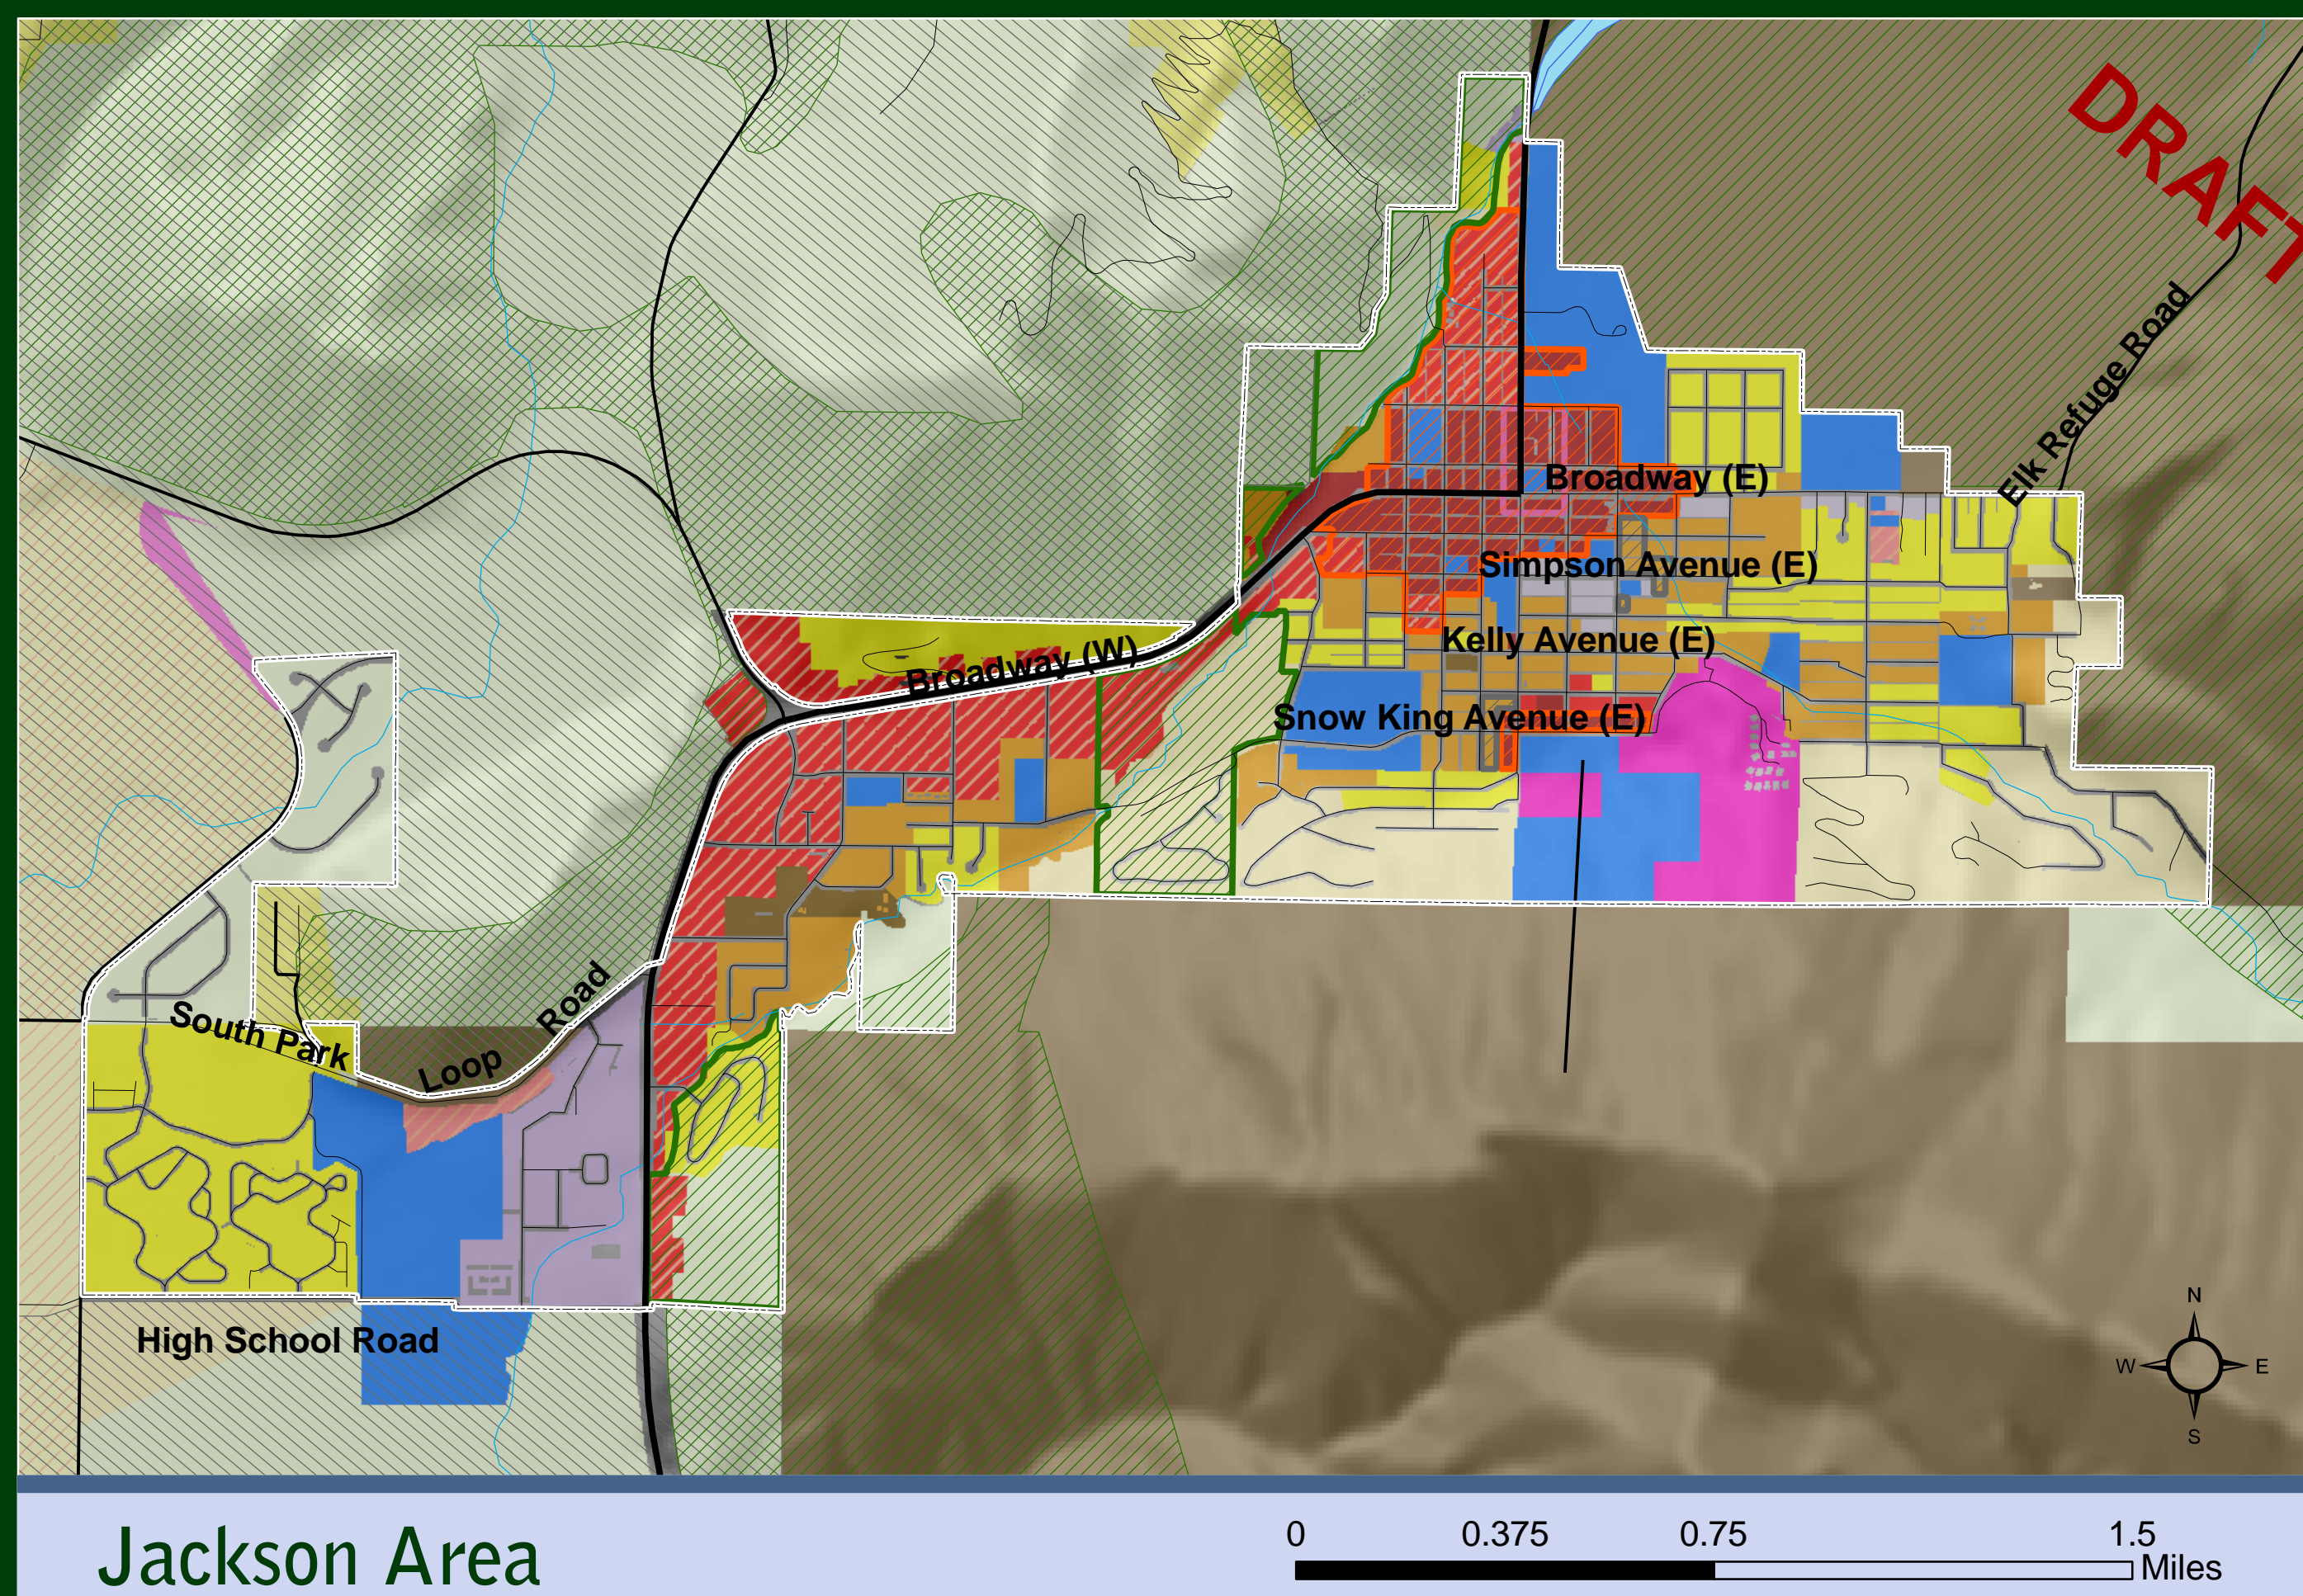 DRAFT
Elk Refuge Road
Broadway (E)
Simpson Avenue (E)
Kelly Avenue (E)
Broadway (W)
Snow King Avenue (E)
South Park
Loop
Road
High School Road
N
W
E
S
Jackson Area
0
0.375
0.75
1.5
Miles